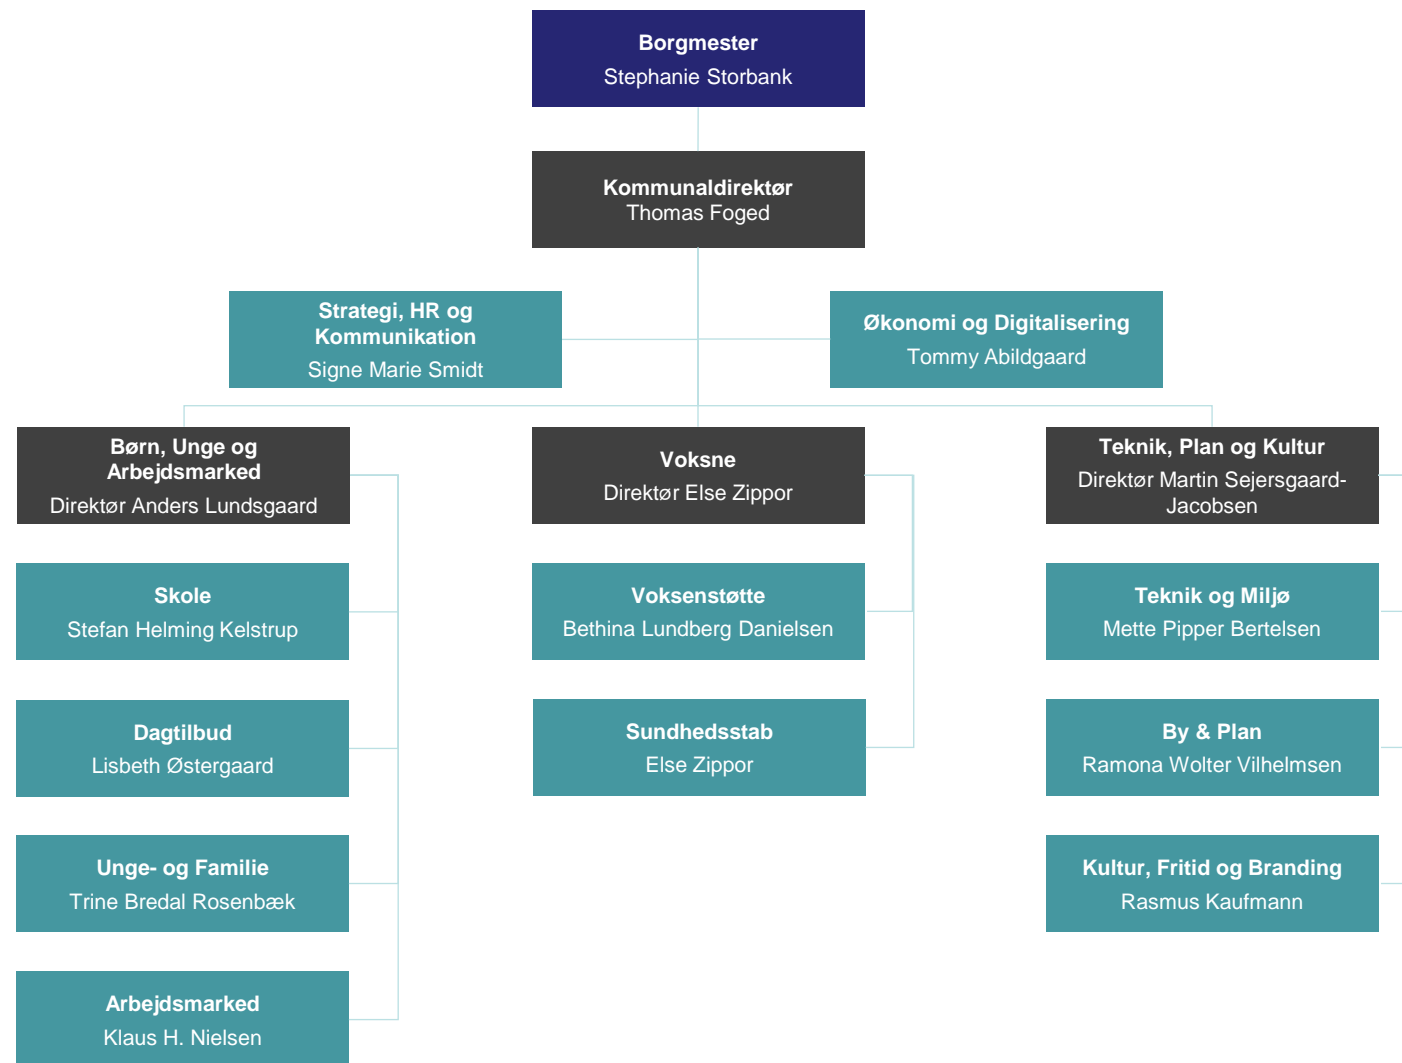 Borgmester
Stephanie Storbank
Kommunaldirektør
Thomas Foged
Strategi, HR og
Kommunikation
Signe Marie Smidt
Økonomi og Digitalisering
Tommy Abildgaard
Børn, Unge og
Arbejdsmarked
Direktør Anders Lundsgaard
Voksne
Direktør Else Zippor
Teknik, Plan og Kultur
Direktør Martin Sejersgaard-
Jacobsen
Skole
Stefan Helming Kelstrup
Voksenstøtte
Bethina Lundberg Danielsen
Teknik og Miljø
Mette Pipper Bertelsen
Dagtilbud
Lisbeth Østergaard
Sundhedsstab
Else Zippor
By & Plan
Ramona Wolter Vilhelmsen
Unge- og Familie
Trine Bredal Rosenbæk
Kultur, Fritid og Branding
Rasmus Kaufmann
Arbejdsmarked
Klaus H. Nielsen